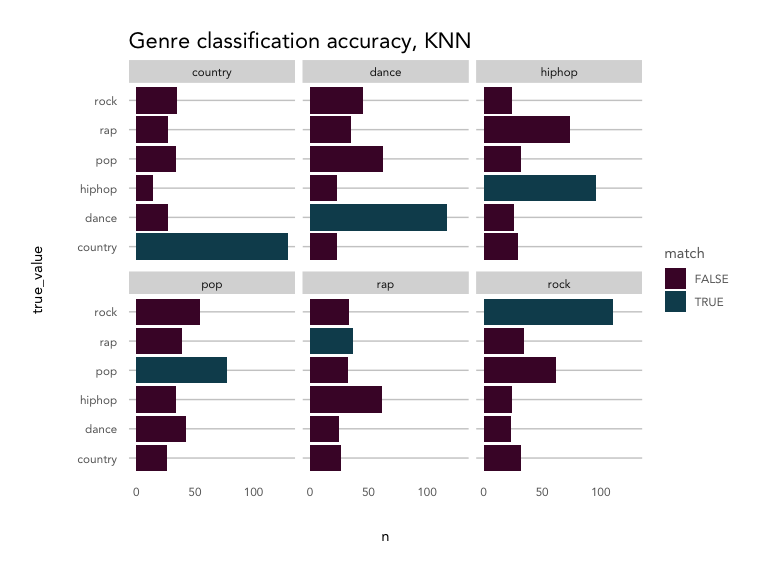 Genre classification accuracy, KNN
country dance hiphop
rock
rap
pop
hiphop
dance
country
pop rap rock
rock
rap
pop
hiphop
dance
country
0 50 100 0 50 100 0 50 100
n
true_value
match
FALSE
TRUE